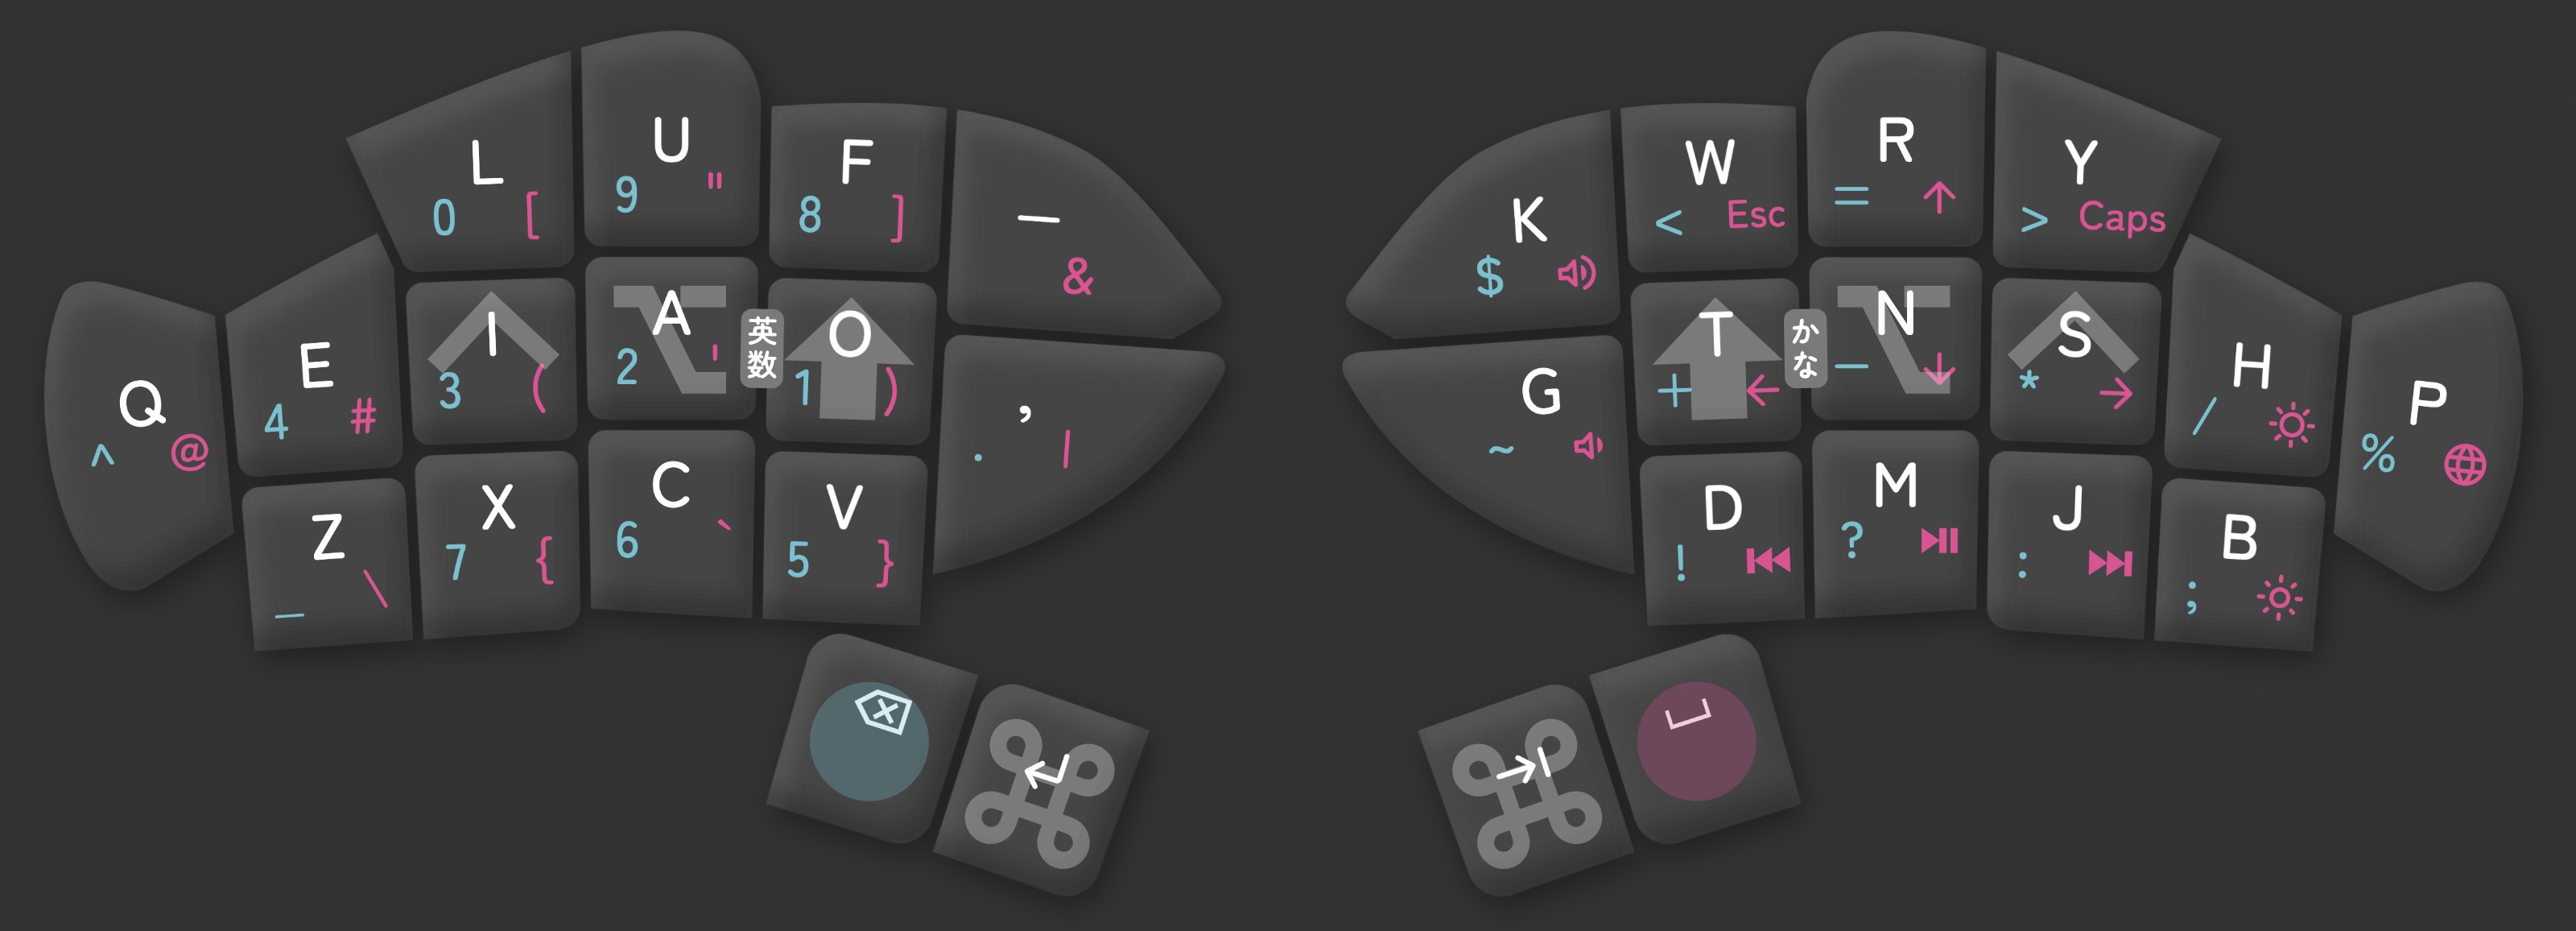 L
0 [
U
9 "
F
8 ]
—
&
Q
^ @
E
4 #
I
3 (
A
2 '
英数
O
1 )
,
. |
Z
_ \
X
7 {
C
6 `
V
5 }
K
$
W
< Esc
R
= ↑
Y
> Caps
G
~
T
+ ←
かな
N
− ↓
S
* →
H
/
P
%
D
!
M
?
J
:
B
;